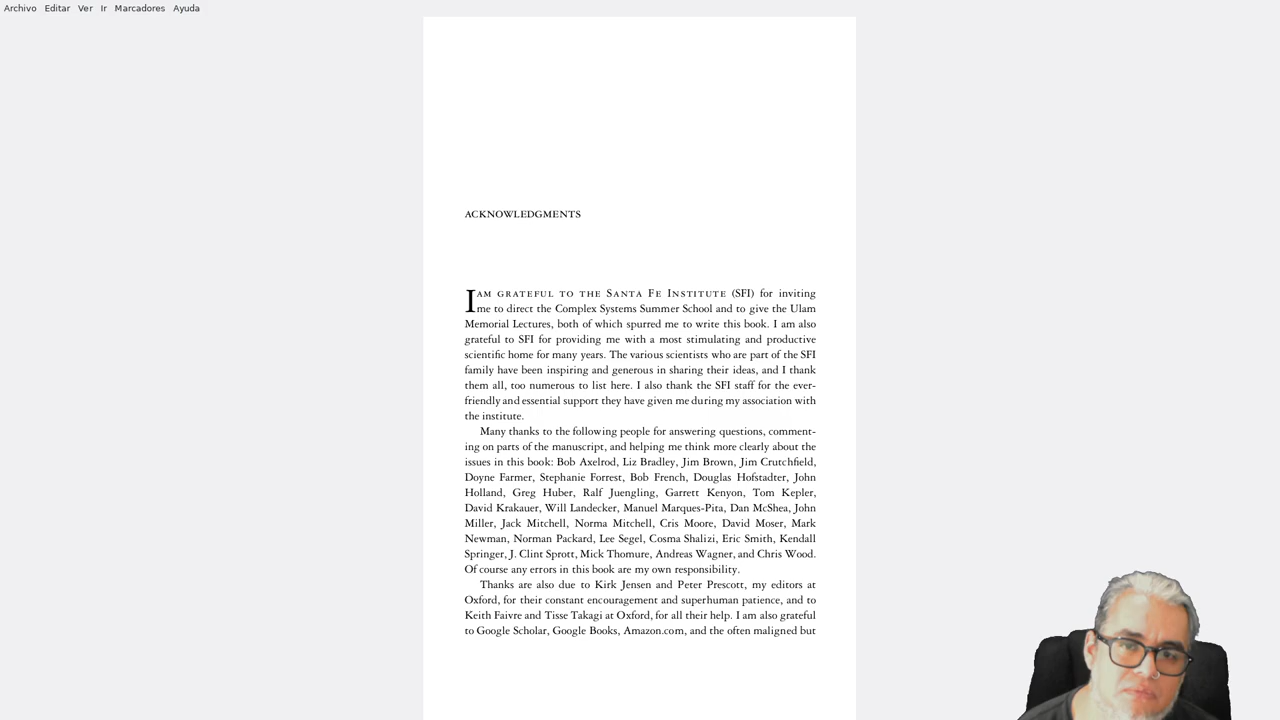 Archivo Editar Ver Ir Marcadores Ayuda
ACKNOWLEDGMENTS
I AM GRATEFUL TO THE SANTA FE INSTITUTE (SFI) for inviting
me to direct the Complex Systems Summer School and to give the Ulam
Memorial Lectures, both of which spurred me to write this book. I am also
grateful to SFI for providing me with a most stimulating and productive
scientific home for many years. The various scientists who are part of the SFI
family have been inspiring and generous in sharing their ideas, and I thank
them all, too numerous to list here. I also thank the SFI staff for the ever-
friendly and essential support they have given me during my association with
the institute.
Many thanks to the following people for answering questions, comment-
ing on parts of the manuscript, and helping me think more clearly about the
issues in this book: Bob Axelrod, Liz Bradley, Jim Brown, Jim Crutchfield,
Doyne Farmer, Stephanie Forrest, Bob French, Douglas Hofstadter, John
Holland, Greg Huber, Ralf Juengling, Garrett Kenyon, Tom Kepler,
David Krakauer, Will Landecker, Manuel Marques-Pita, Dan McShea, John
Miller, Jack Mitchell, Norma Mitchell, Cris Moore, David Moser, Mark
Newman, Norman Packard, Lee Segel, Cosma Shalizi, Eric Smith, Kendall
Springer, J. Clint Sprott, Mick Thomure, Andreas Wagner, and Chris Wood.
Of course any errors in this book are my own responsibility.
Thanks are also due to Kirk Jensen and Peter Prescott, my editors at
Oxford, for their constant encouragement and superhuman patience, and to
Keith Faivre and Tisse Takagi at Oxford, for all their help. I am also grateful
to Google Scholar, Google Books, Amazon.com, and the often maligned but